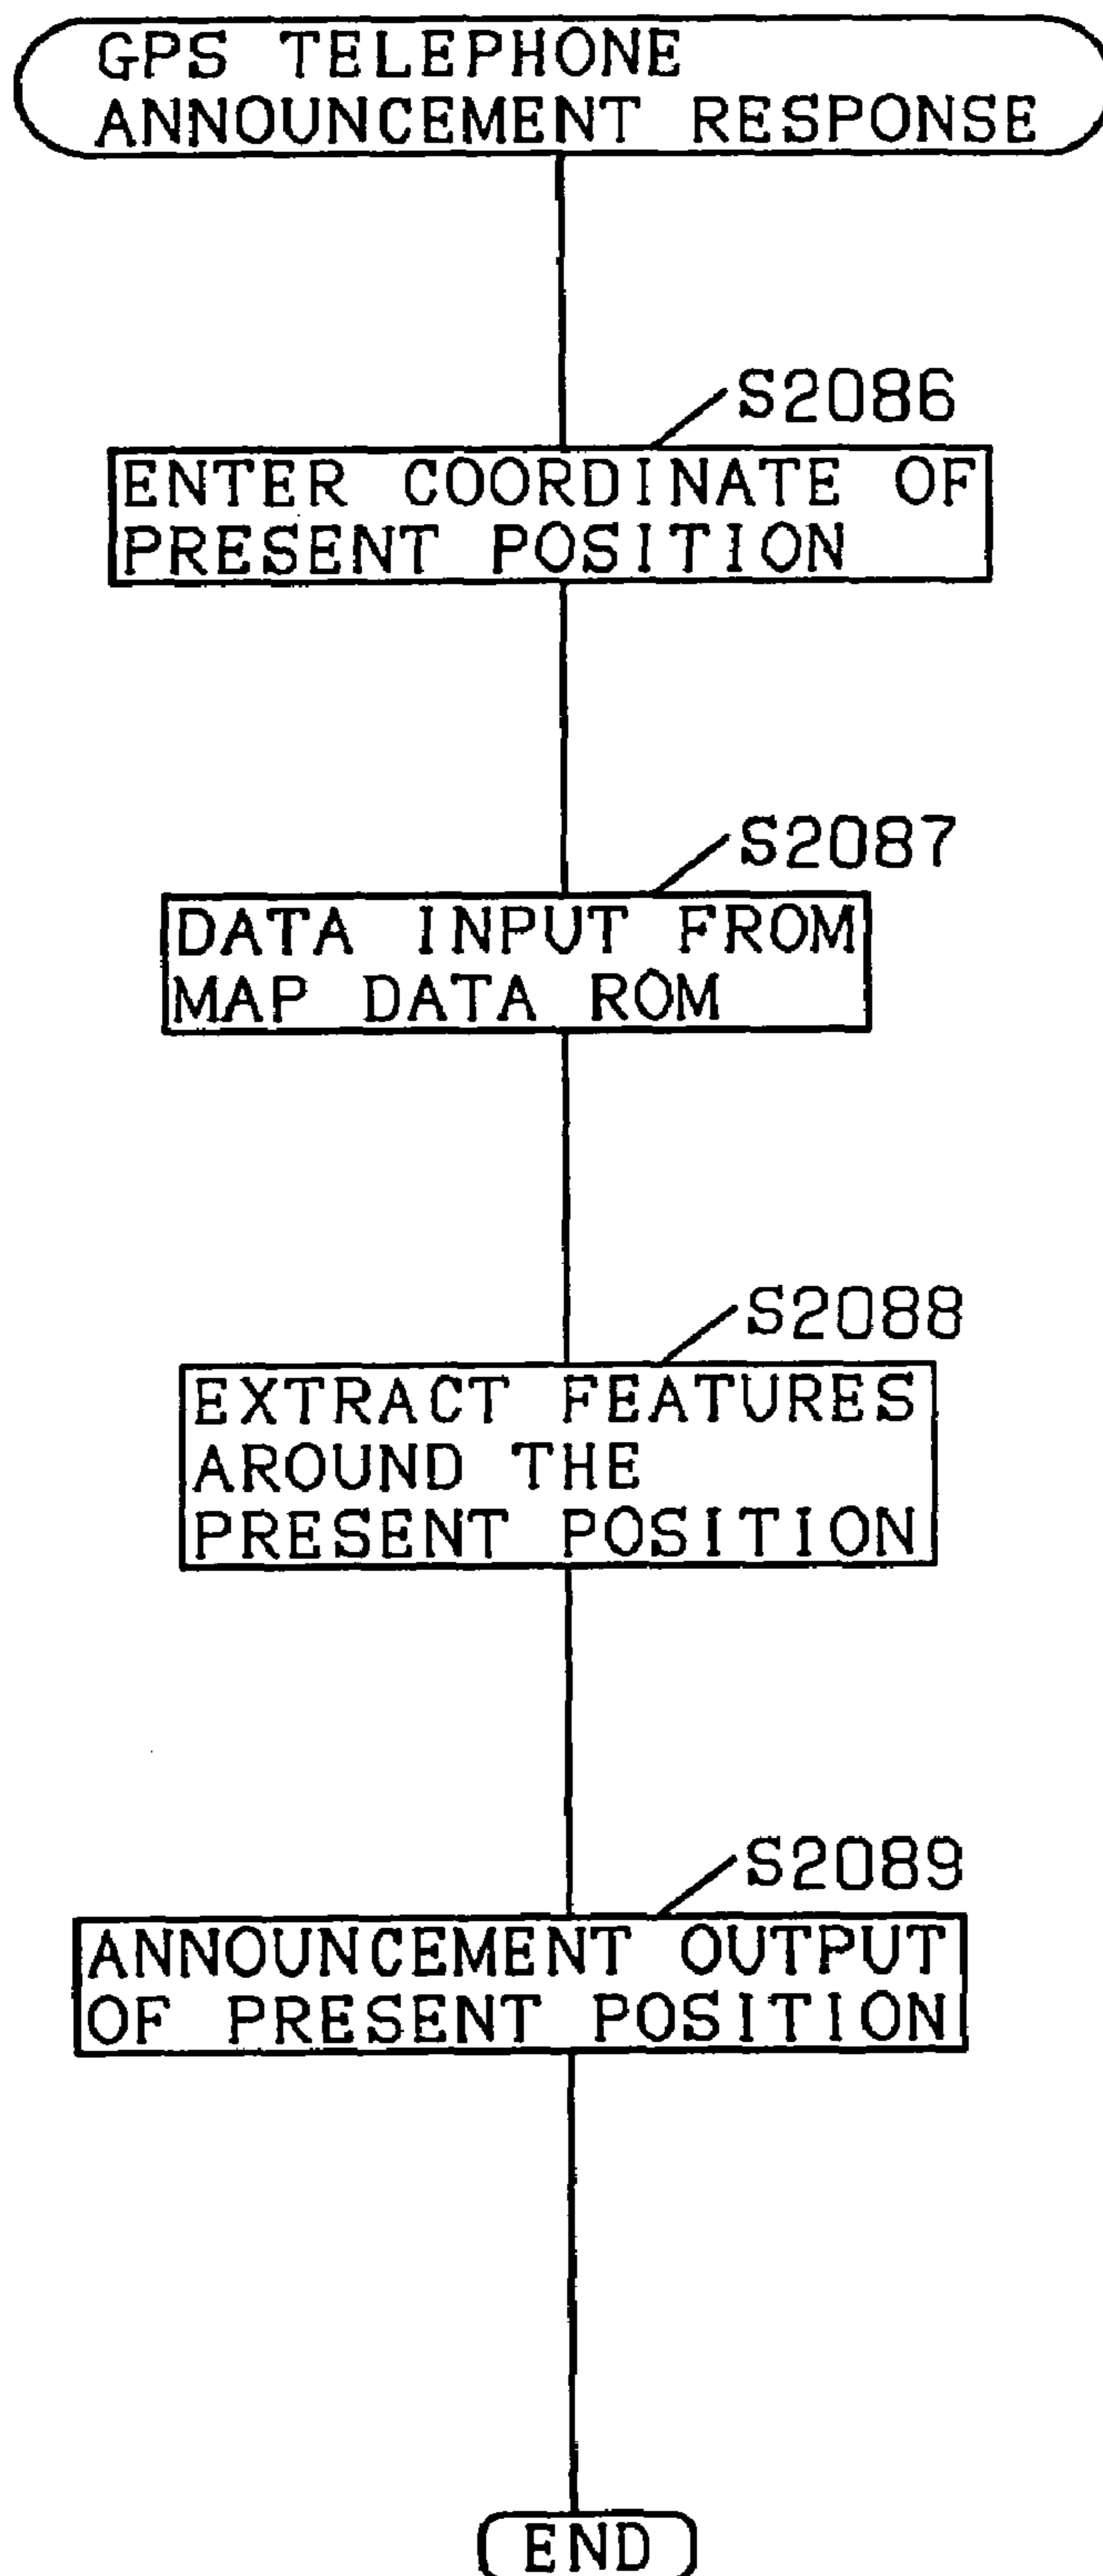 GPS TELEPHONE
ANNOUNCEMENT RESPONSE
S2086
ENTER COORDINATE OF
PRESENT POSITION
S2087
DATA INPUT FROM
MAP DATA ROM
S2088
EXTRACT FEATURES
AROUND THE
PRESENT POSITION
S2089
ANNOUNCEMENT OUTPUT
OF PRESENT POSITION
END